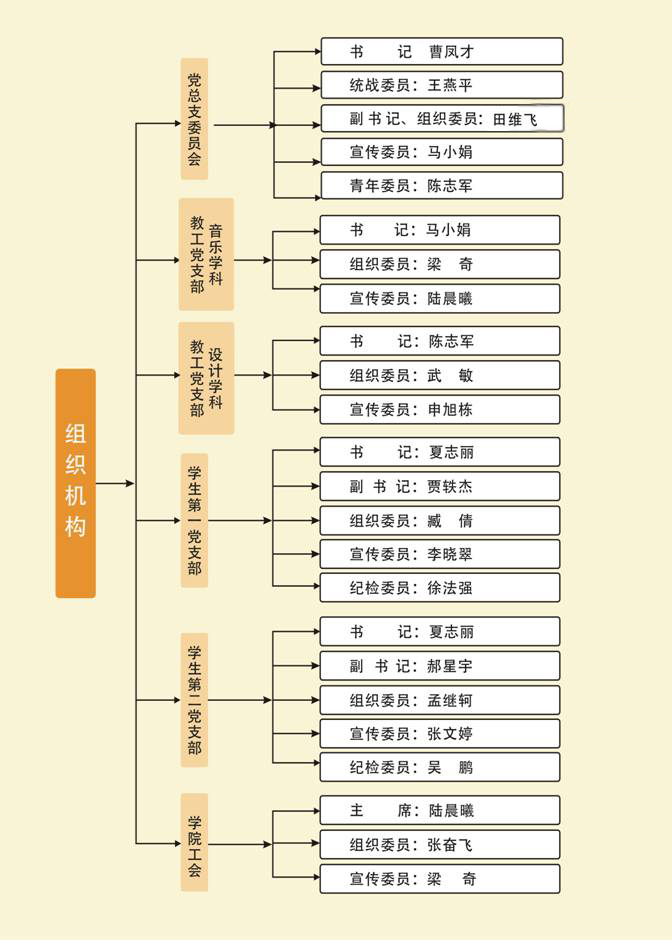 组织机构
党总支委员会
书 记 曹凤才
统战委员：王燕平
副书记、组织委员：田维飞
宣传委员：马小娟
青年委员：陈志军
音乐学科
教工党支部
书 记：马小娟
组织委员：梁 奇
宣传委员：陆晨曦
设计学科
教工党支部
书 记：陈志军
组织委员：武 敏
宣传委员：申旭栋
学生第一党支部
书 记：夏志丽
副 书 记：贾轶杰
组织委员：臧 倩
宣传委员：李晓翠
纪检委员：徐法强
学生第二党支部
书 记：夏志丽
副 书 记：郝星宇
组织委员：孟继轲
宣传委员：张文婷
纪检委员：吴 鹏
学院工会
主 席：陆晨曦
组织委员：张奋飞
宣传委员：梁 奇